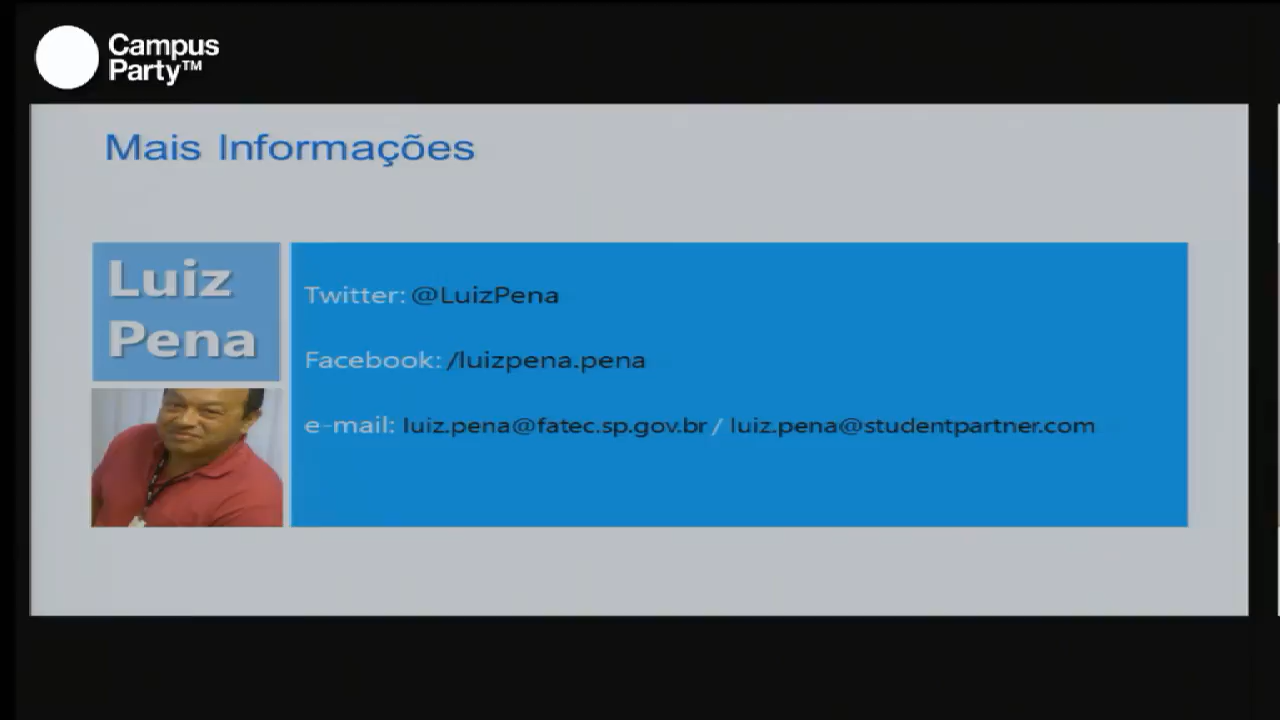 Campus
Party™
Mais Informações
Luiz
Pena
Twitter: @LuizPena
Facebook: /luizpena.pena
e-mail: luiz.pena@fatec.sp.gov.br / luiz.pena@studentpartner.com